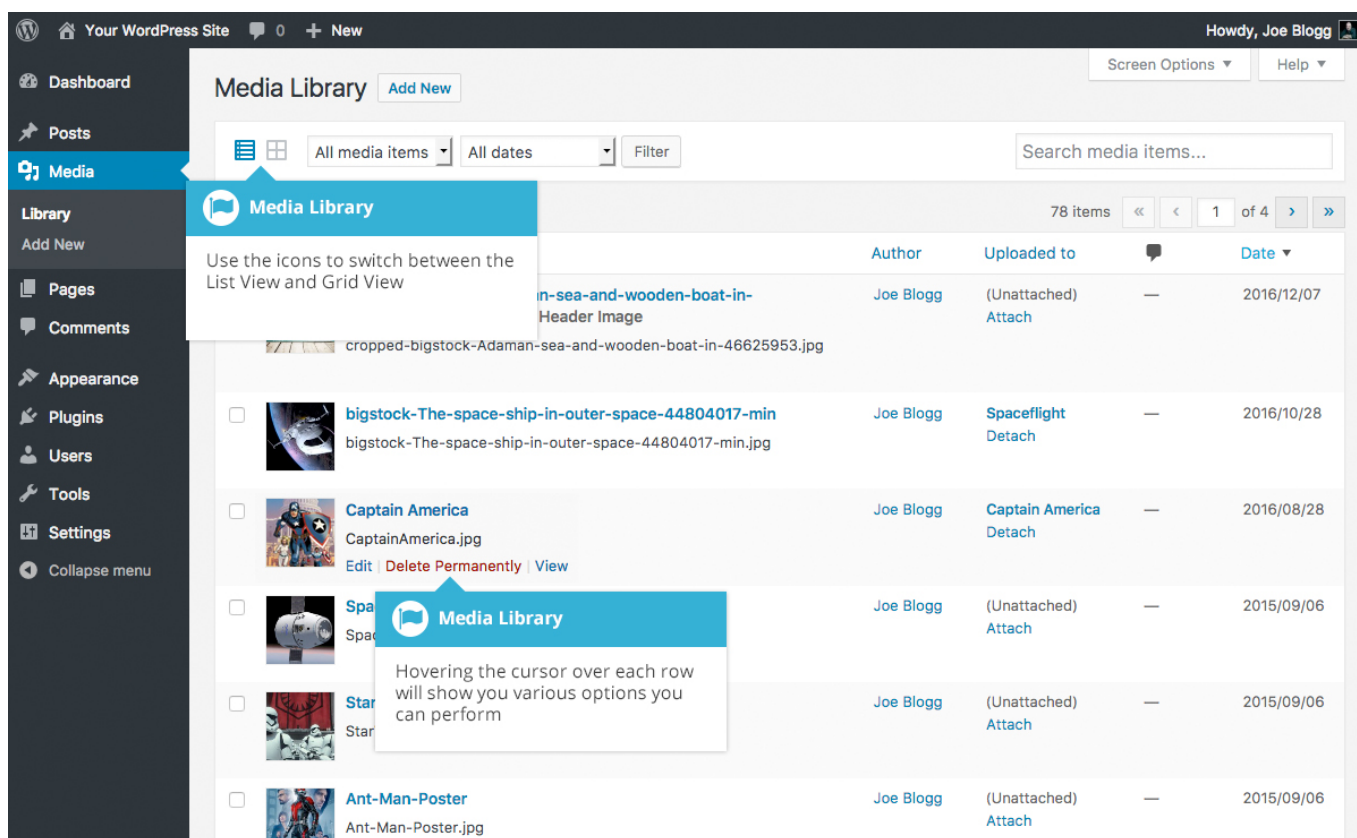 Your WordPress Site 0 + New Howdy, Joe Blogg
Screen Options ▼ Help ▼
Dashboard
Posts
Media
Library
Add New
Pages
Comments
Appearance
Plugins
Users
Tools
Settings
Collapse menu
Media Library Add New
All media items All dates Filter Search media items...
Media Library
Use the icons to switch between the
List View and Grid View
78 items « ‹ 1 of 4 › »
Author Uploaded to Date ▼
-sea-and-wooden-boat-in- Joe Blogg (Unattached) — 2016/12/07
Header Image Attach
cropped-bigstock-Adaman-sea-and-wooden-boat-in-46625953.jpg
bigstock-The-space-ship-in-outer-space-44804017-min Joe Blogg Spaceflight — 2016/10/28
bigstock-The-space-ship-in-outer-space-44804017-min.jpg Detach
Captain America Joe Blogg Captain America — 2016/08/28
CaptainAmerica.jpg Detach
Edit | Delete Permanently | View
Spa Joe Blogg (Unattached) — 2015/09/06
Attach
Media Library
Hovering the cursor over each row
will show you various options you
can perform
Star Joe Blogg (Unattached) — 2015/09/06
Star Attach
Ant-Man-Poster Joe Blogg (Unattached) — 2015/09/06
Ant-Man-Poster.jpg Attach